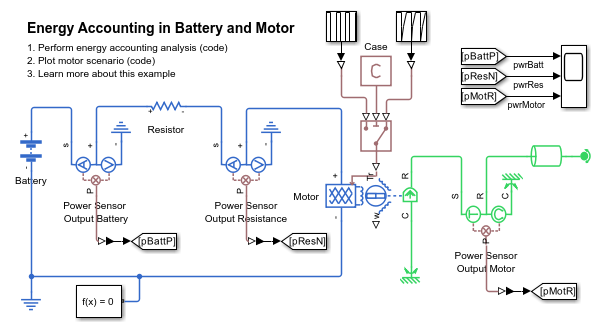 Energy Accounting in Battery and Motor
1. Perform energy accounting analysis (code)
2. Plot motor scenario (code)
3. Learn more about this example
Case
C
[pBattP]
pwrBatt
[pResN]
pwrRes
[pMotR]
pwrMotor
+
-
Battery
S
+
-
P
Power Sensor
Output Battery
[pBattP]
+
-
Resistor
S
+
-
P
Power Sensor
Output Resistance
[pResN]
Motor
+
-
Tr
w
R
C
S
R
C
P
Power Sensor
Output Motor
[pMotR]
f(x) = 0